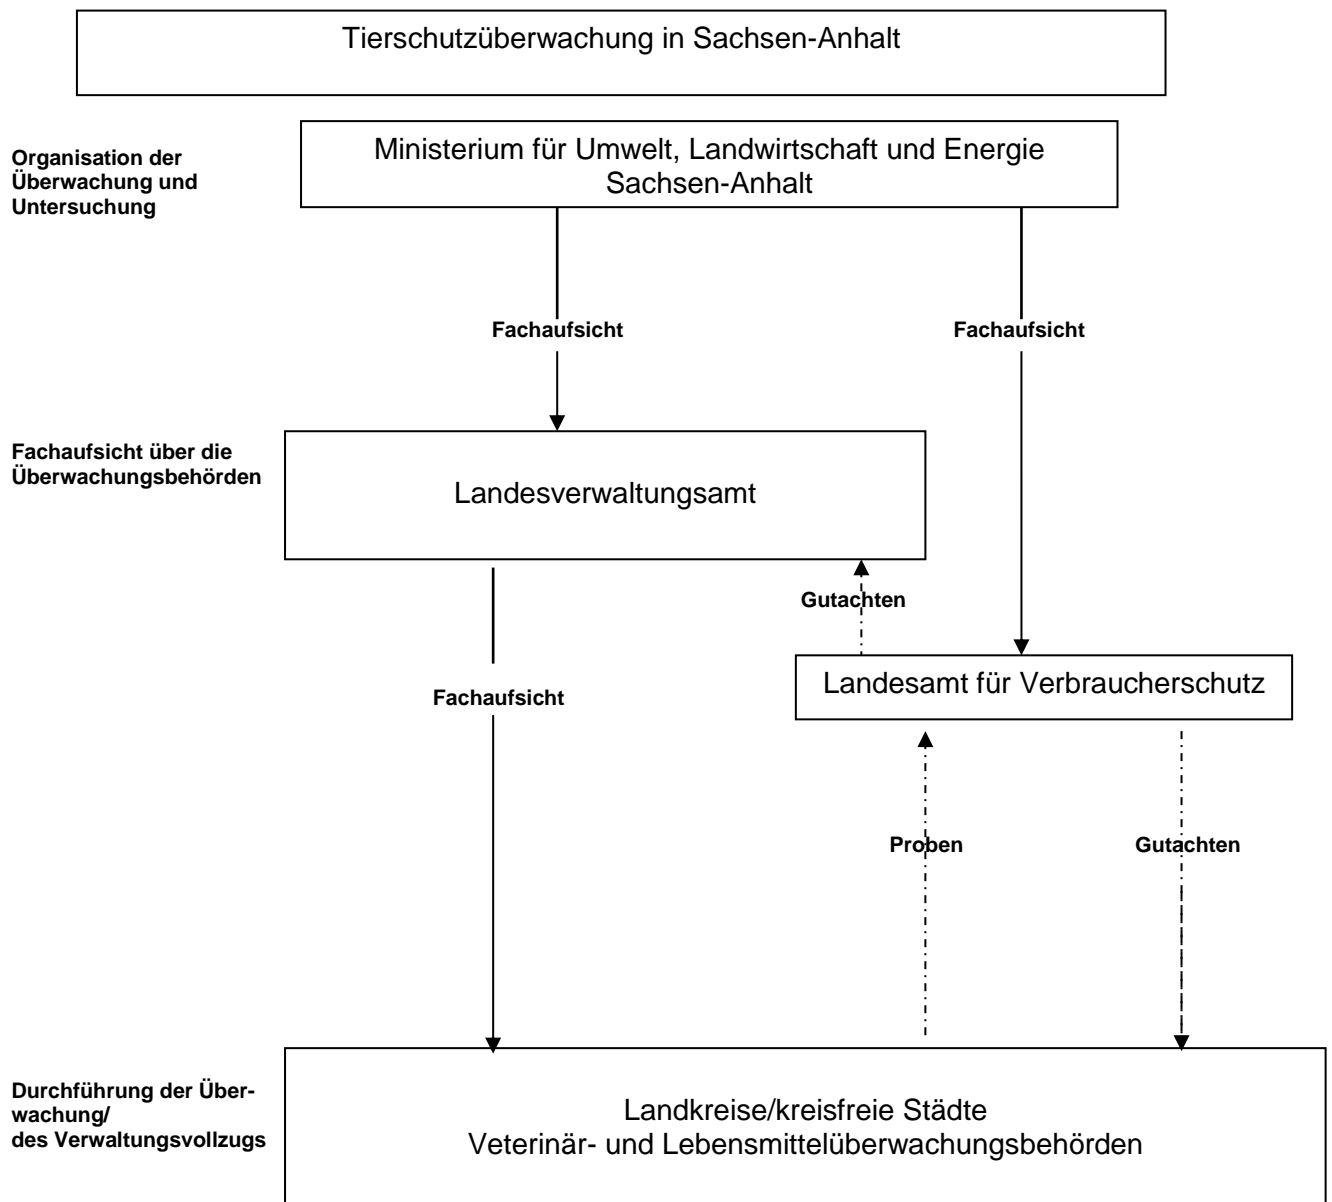 Tierschutzüberwachung in Sachsen-Anhalt
Organisation der
Überwachung und
Untersuchung
Ministerium für Umwelt, Landwirtschaft und Energie
Sachsen-Anhalt
Fachaufsicht
Fachaufsicht
Fachaufsicht über die
Überwachungsbehörden
Landesverwaltungsamt
Gutachten
Landesamt für Verbraucherschutz
Fachaufsicht
Proben
Gutachten
Durchführung der Über-
wachung/
des Verwaltungsvollzugs
Landkreise/kreisfreie Städte
Veterinär- und Lebensmittelüberwachungsbehörden